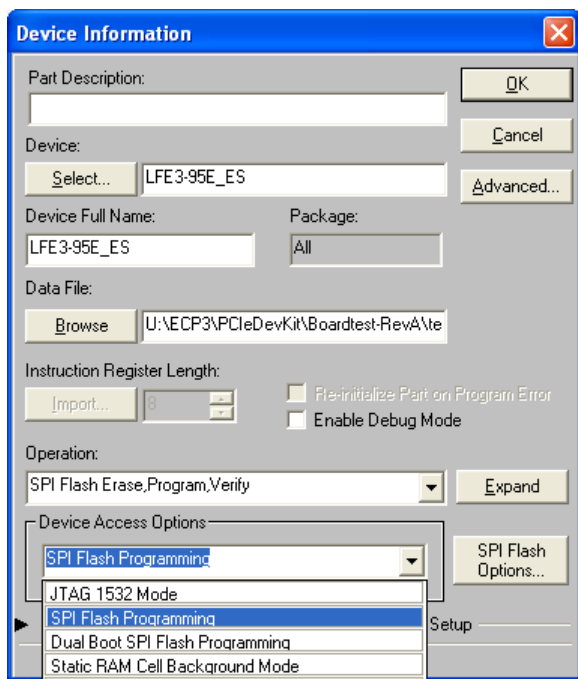 Device Information
Part Description:
OK
Device:
Cancel
Select... LFE3-95E_ES
Advanced...
Device Full Name: Package:
LFE3-95E_ES All
Data File:
Browse U:\ECP3\PCIeDevKit\Boardtest-RevA\te
Instruction Register Length:
Import... 8
Re-initialize Part on Program Error
Enable Debug Mode
Operation:
SPI Flash Erase,Program,Verify Expand
Device Access Options
SPI Flash Programming
SPI Flash Options...
JTAG 1532 Mode
SPI Flash Programming
Setup
Dual Boot SPI Flash Programming
Static RAM Cell Background Mode